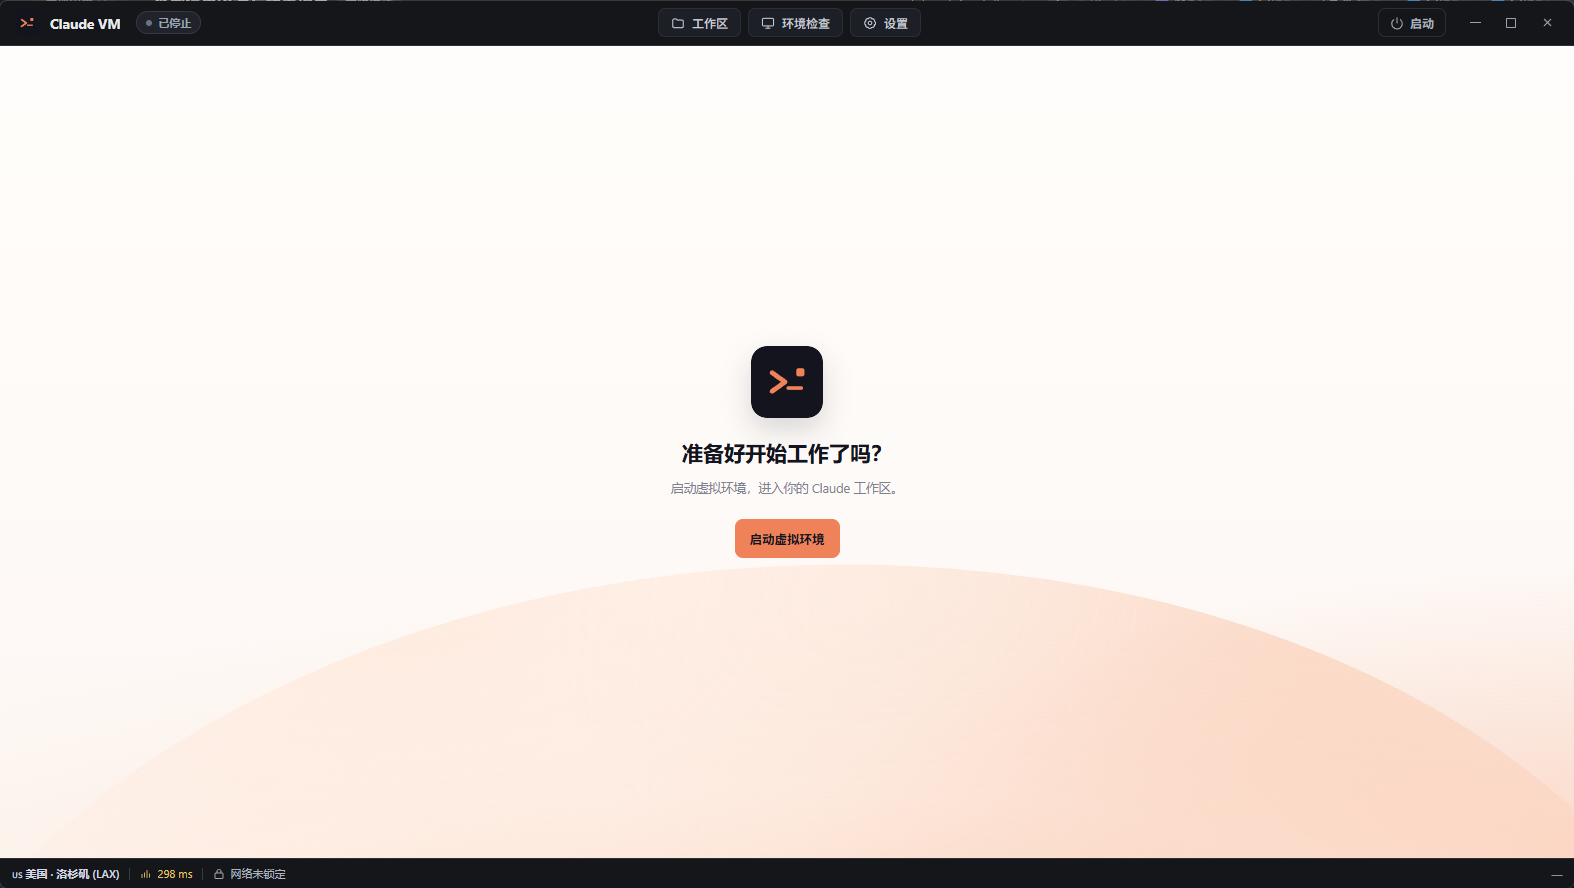 Claude VM
已停止
工作区
环境检查
设置
启动
准备好开始工作了吗？
启动虚拟环境，进入你的 Claude 工作区。
启动虚拟环境
us 美国 · 洛杉矶 (LAX)
298 ms
网络未锁定